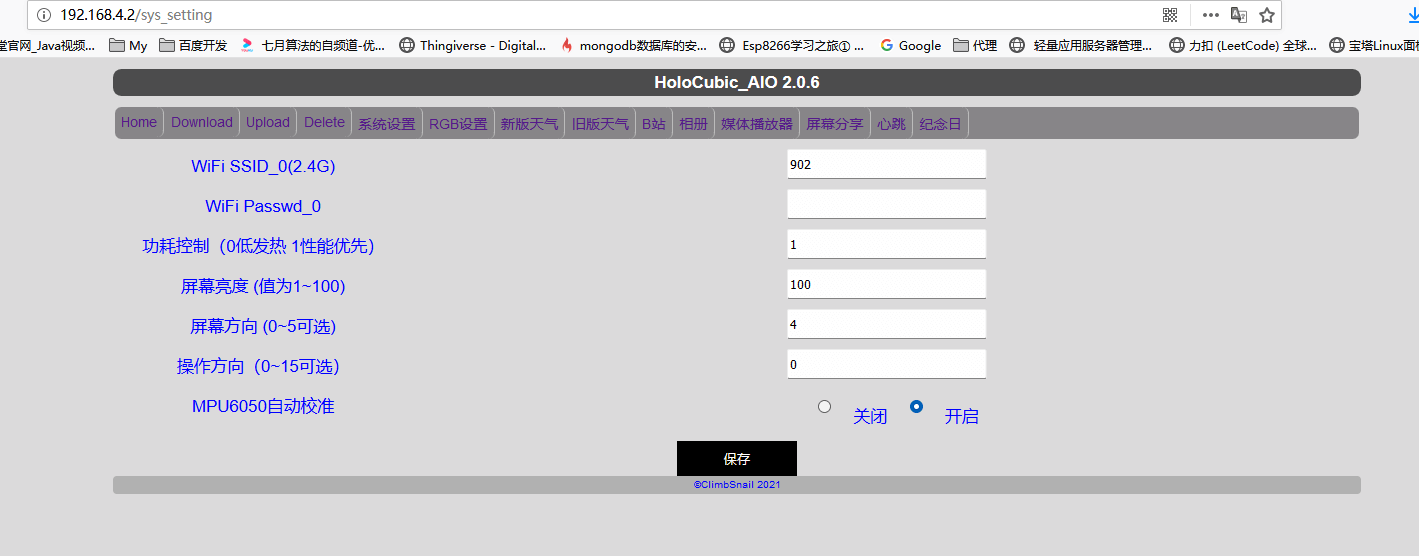 192.168.4.2/sys_setting
堂官网_Java视频... My 百度开发 七月算法的自频道-优... Thingiverse - Digital... mongodb数据库的安... Esp8266学习之旅① ... Google 代理 轻量应用服务器管理... 力扣 (LeetCode) 全球... 宝塔Linux面板
HoloCubic_AIO 2.0.6
Home Download Upload Delete 系统设置 RGB设置 新版天气 旧版天气 B站 相册 媒体播放器 屏幕分享 心跳 纪念日
WiFi SSID_0(2.4G) 902
WiFi Passwd_0
功耗控制（0低发热 1性能优先） 1
屏幕亮度 (值为1~100) 100
屏幕方向 (0~5可选) 4
操作方向（0~15可选） 0
MPU6050自动校准 关闭 开启
保存
©ClimbSnail 2021